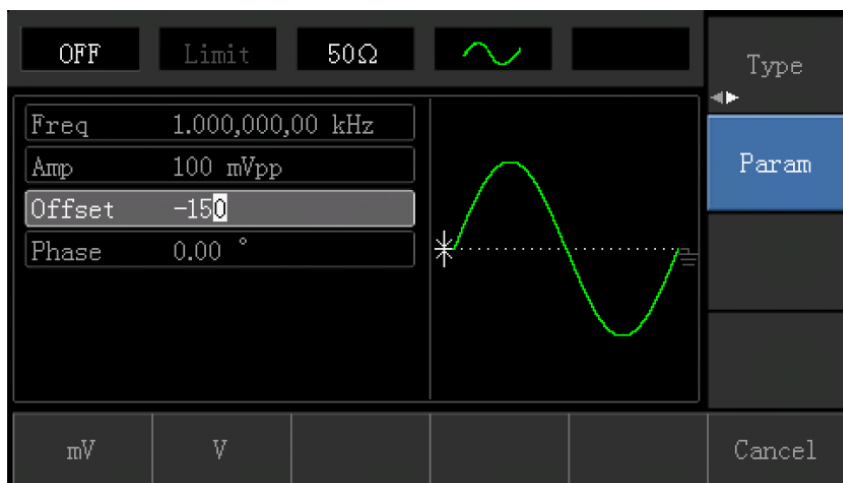 OFF Limit 50Ω
Type
Freq 1.000,000,00 kHz
Amp 100 mVpp
Param
Offset -150
Phase 0.00 °
mV V Cancel